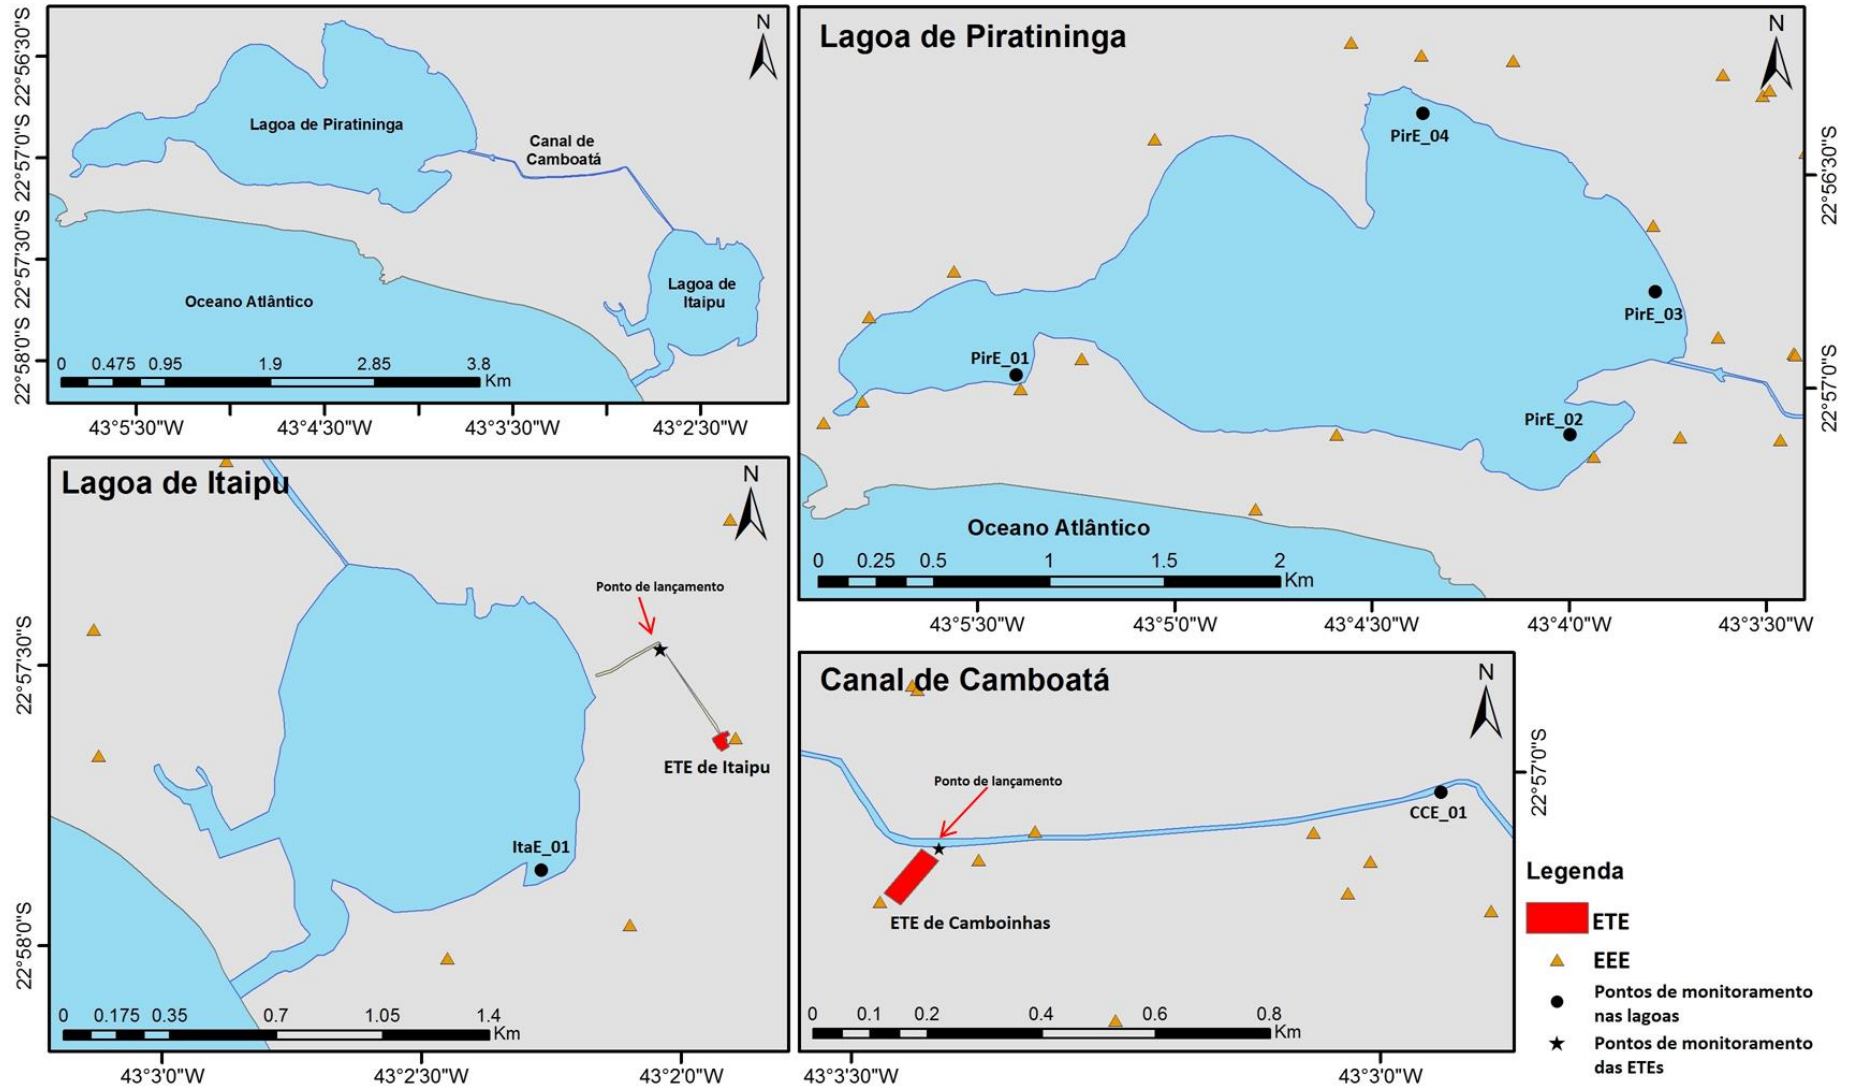 N
22°56'30"S
22°57'0"S
22°57'30"S
22°58'0"S
Lagoa de Piratininga
Canal de
Camboatá
Lagoa de
Itaipu
Oceano Atlântico
0 0.475 0.95 1.9 2.85 3.8
Km
43°5'30"W 43°4'30"W 43°3'30"W 43°2'30"W
Lagoa de Piratininga
N
PirE_04
PirE_03
PirE_01
PirE_02
22°56'30"S
22°57'0"S
Oceano Atlântico
0 0.25 0.5 1 1.5 2
Km
43°5'30"W 43°5'0"W 43°4'30"W 43°4'0"W 43°3'30"W
Lagoa de Itaipu
N
Ponto de lançamento
ETE de Itaipu
ItaE_01
22°57'30"S
22°58'0"S
0 0.175 0.35 0.7 1.05 1.4
Km
43°3'0"W 43°2'30"W 43°2'0"W
Canal de Camboatá
N
Ponto de lançamento
CCE_01
ETE de Camboinhas
22°57'0"S
0 0.1 0.2 0.4 0.6 0.8
Km
43°3'30"W 43°3'0"W
Legenda
ETE
EEE
Pontos de monitoramento
nas lagoas
Pontos de monitoramento
das ETEs